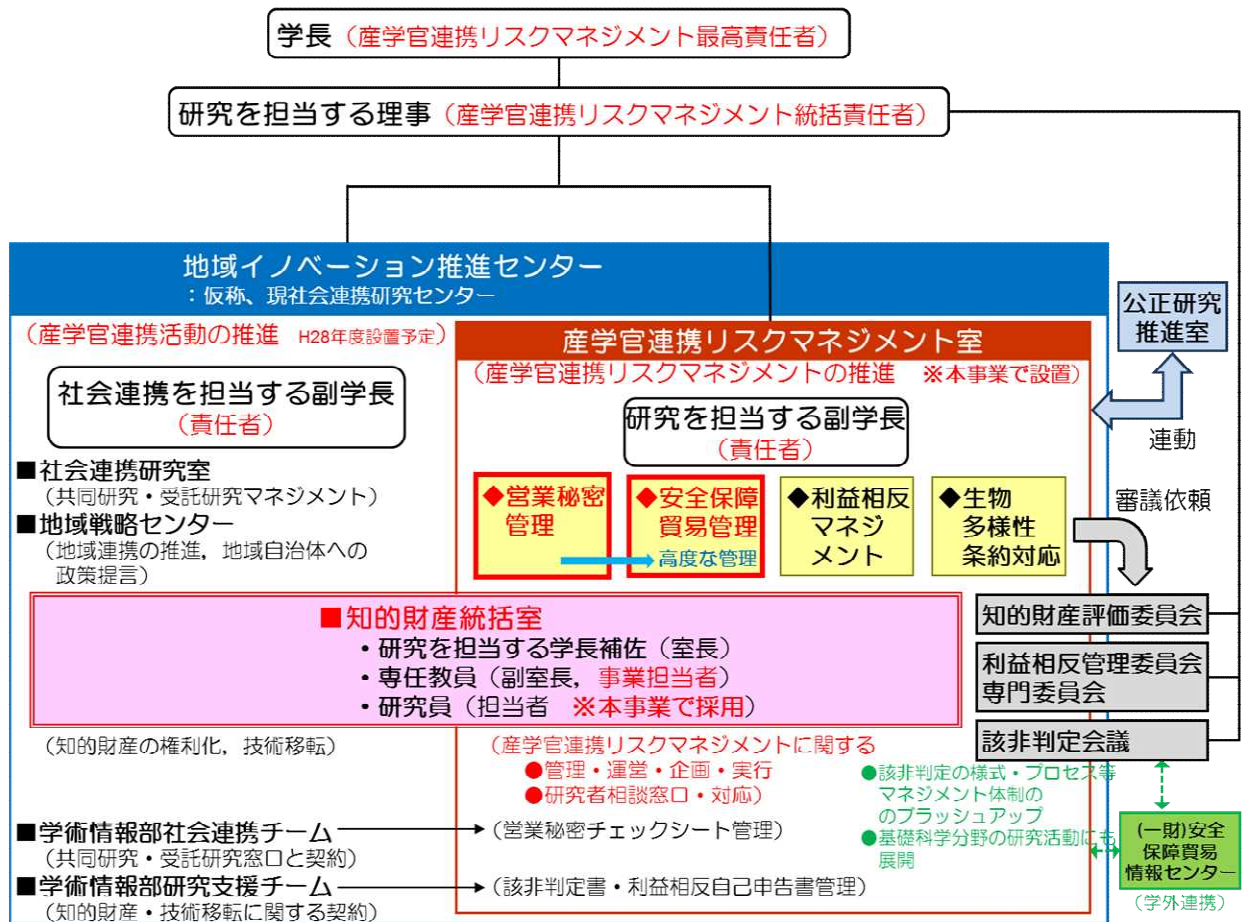 学長（産学官連携リスクマネジメント最高責任者）
研究を担当する理事（産学官連携リスクマネジメント統括責任者）
地域イノベーション推進センター
：仮称、現社会連携研究センター
（産学官連携活動の推進 H28年度設置予定）
社会連携を担当する副学長
（責任者）
■社会連携研究室
（共同研究・受託研究マネジメント）
■地域戦略センター
（地域連携の推進，地域自治体への
政策提言）
産学官連携リスクマネジメント室
（産学官連携リスクマネジメントの推進 ※本事業で設置）
研究を担当する副学長
（責任者）
◆営業秘密
管理
◆安全保障
貿易管理
高度な管理
◆利益相反
マネジ
メント
◆生物
多様性
条約対応
公正研究
推進室
連動
審議依頼
■知的財産統括室
・研究を担当する学長補佐（室長）
・専任教員（副室長，事業担当者）
・研究員（担当者 ※本事業で採用）
知的財産評価委員会
利益相反管理委員会
専門委員会
該非判定会議
（知的財産の権利化，技術移転）
（産学官連携リスクマネジメントに関する
●管理・運営・企画・実行
●研究者相談窓口・対応）
●該非判定の様式・プロセス等
マネジメント体制の
のブラッシュアップ
●基礎科学分野の研究活動にも
展開
■学術情報部社会連携チーム
（共同研究・受託研究窓口と契約）
（営業秘密チェックシート管理）
■学術情報部研究支援チーム
（知的財産・技術移転に関する契約）
（該非判定書・利益相反自己申告書管理）
(一財)安全
保障貿易
情報センター
（学外連携）